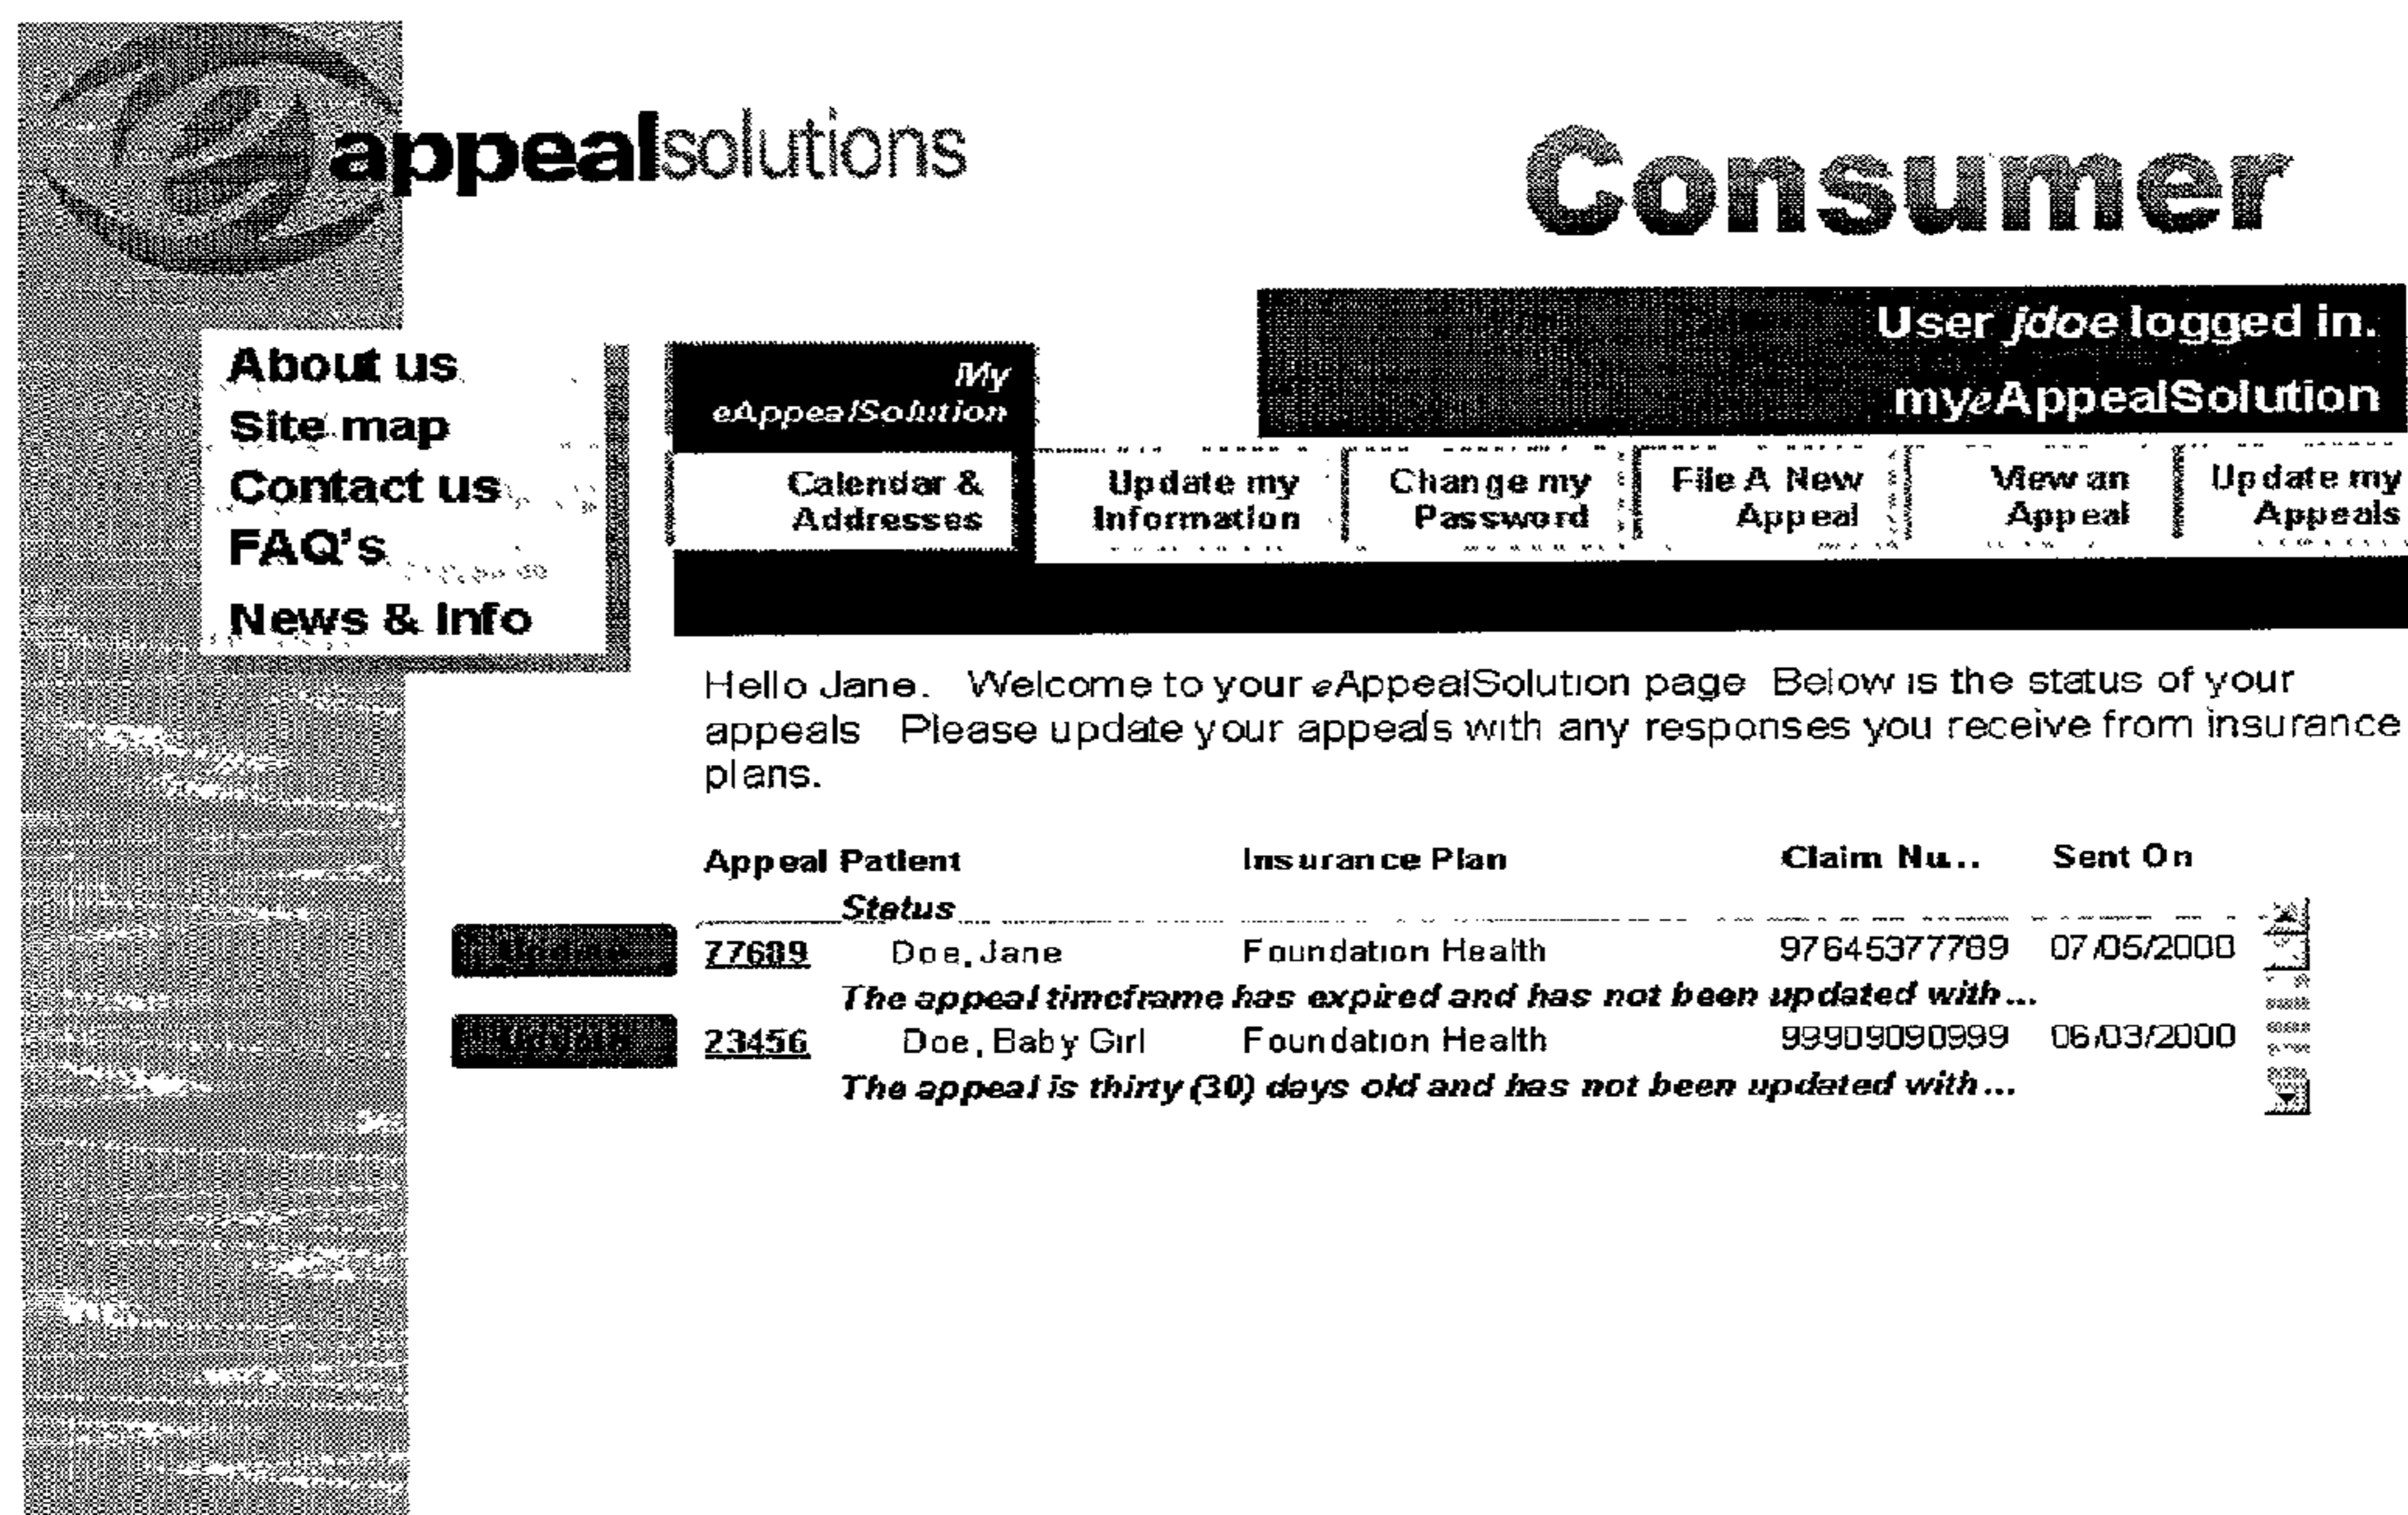 e appealsolutions
Consumer
User jdoe logged in.
myeAppealSolution
About us
Site map
Contact us
FAQ's
News & Info
My
eAppealSolution
Calendar &
Addresses
Update my
Information
Change my
Password
File A New
Appeal
View an
Appeal
Update my
Appeals
Hello Jane. Welcome to your eAppealSolution page Below is the status of your
appeals Please update your appeals with any responses you receive from insurance
plans.
Appeal Patient Insurance Plan Claim Nu... Sent On
Status
Update 77689 Doe, Jane Foundation Health 97645377789 07/05/2000
The appeal timeframe has expired and has not been updated with...
Update 23456 Doe, Baby Girl Foundation Health 99909090999 06/03/2000
The appeal is thirty (30) days old and has not been updated with...